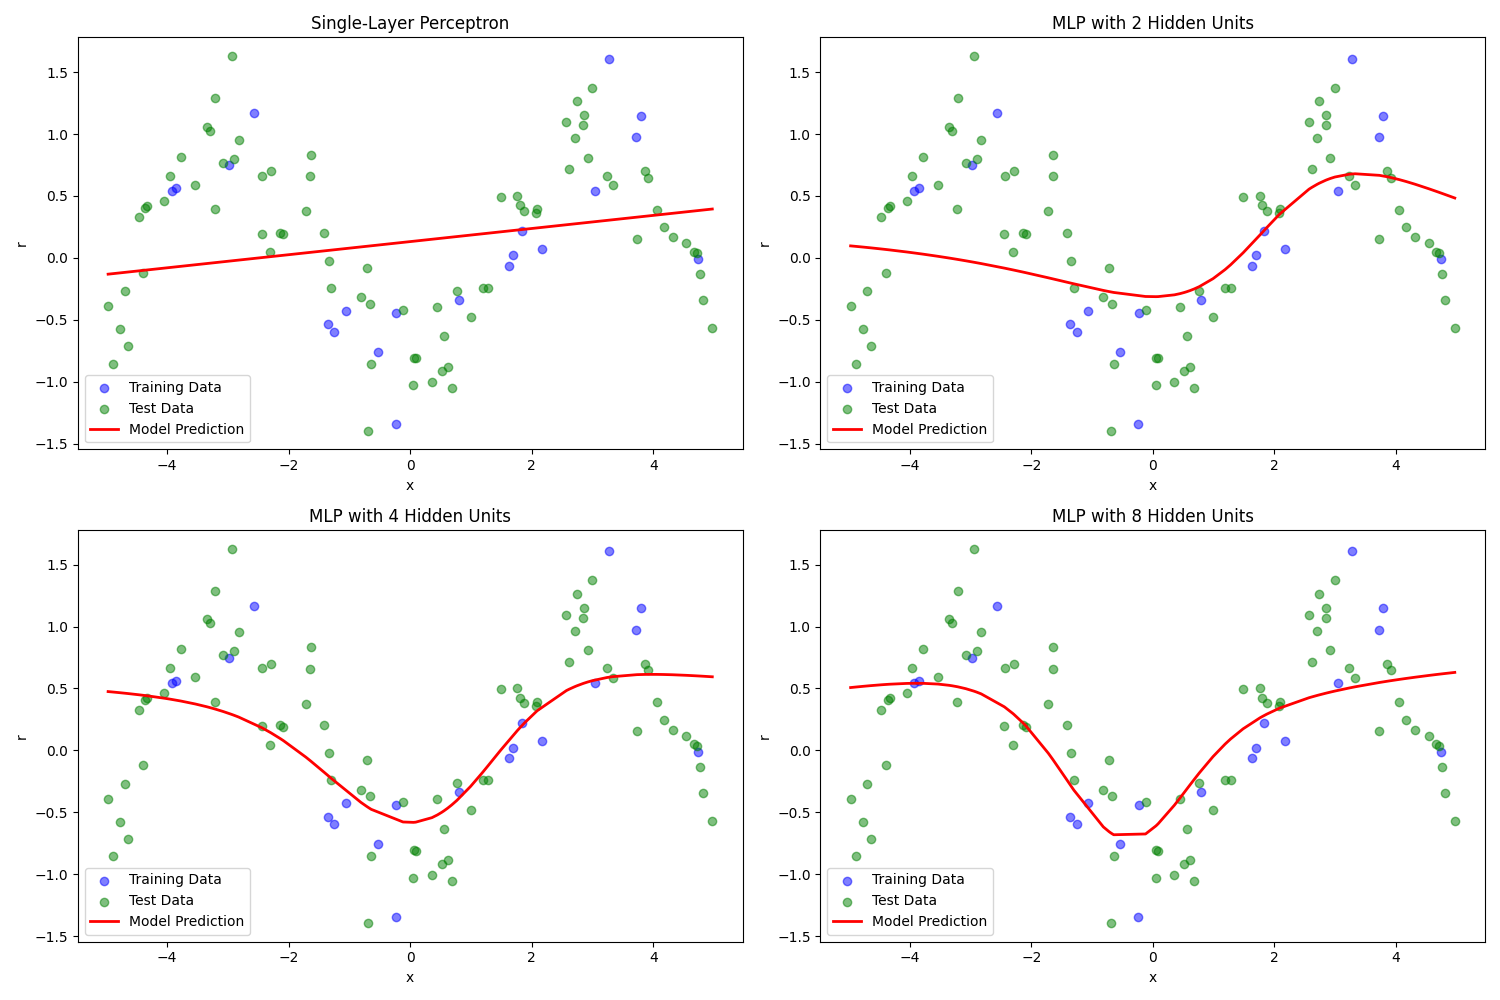 Single-Layer Perceptron
1.5
1.0
0.5
0.0
−0.5
−1.0
−1.5
r
Training Data
Test Data
Model Prediction
−4
−2
0
2
4
x
MLP with 2 Hidden Units
1.5
1.0
0.5
0.0
−0.5
−1.0
−1.5
r
Training Data
Test Data
Model Prediction
−4
−2
0
2
4
x
MLP with 4 Hidden Units
1.5
1.0
0.5
0.0
−0.5
−1.0
−1.5
r
Training Data
Test Data
Model Prediction
−4
−2
0
2
4
x
MLP with 8 Hidden Units
1.5
1.0
0.5
0.0
−0.5
−1.0
−1.5
r
Training Data
Test Data
Model Prediction
−4
−2
0
2
4
x